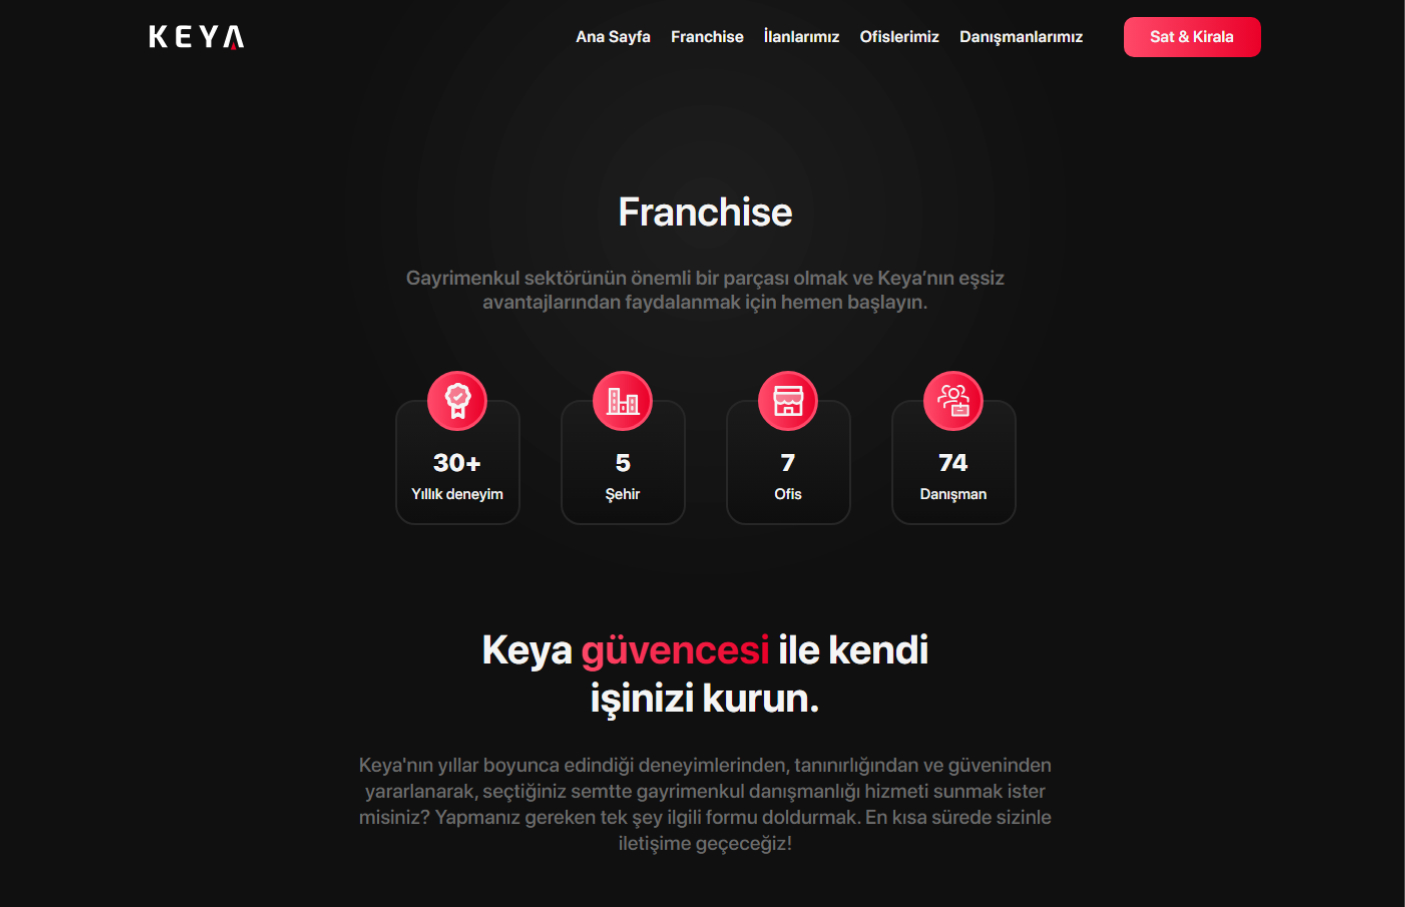 KEYA
Ana Sayfa Franchise İlanlarımız Ofislerimiz Danışmanlarımız Sat & Kirala
Franchise
Gayrimenkul sektörünün önemli bir parçası olmak ve Keya’nın eşsiz
avantajlarından faydalanmak için hemen başlayın.
30+ 5 7 74
Yıllık deneyim Şehir Ofis Danışman
Keya güvencesi ile kendi
işinizi kurun.
Keya'nın yıllar boyunca edindiği deneyimlerinden, tanınırlığından ve güveninden
yararlanarak, seçtiğiniz semtte gayrimenkul danışmanlığı hizmeti sunmak ister
misiniz? Yapmanız gereken tek şey ilgili formu doldurmak. En kısa sürede sizinle
iletişime geçeceğiz!